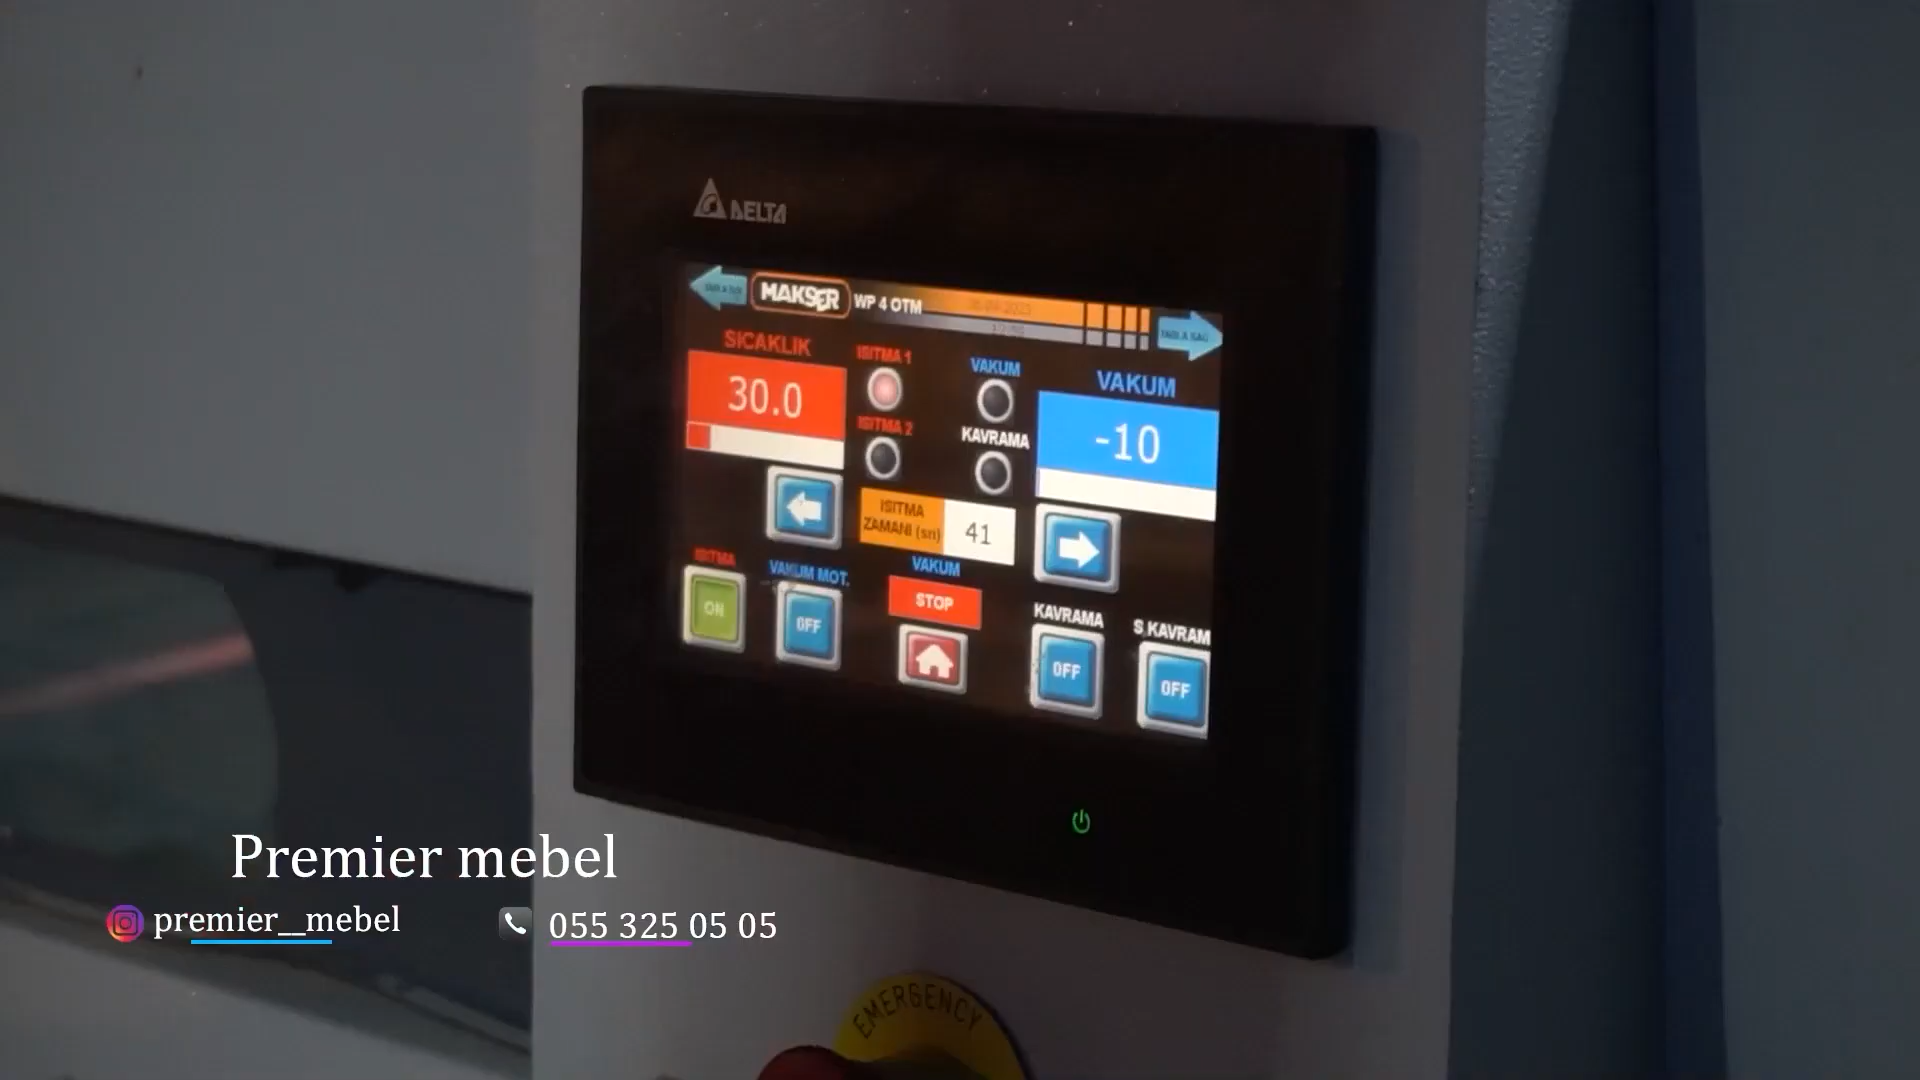 DELTA
MAKSER WP 4 OTM
SICAKLIK
ISITMA 1
VAKUM
VAKUM
30.0
-10
ISITMA 2
KAVRAMA
ISITMA
ZAMANI (sn)
41
ISITMA
VAKUM MOT.
VAKUM
KAVRAMA
S.KAVRAM
ON
OFF
STOP
OFF
OFF
Premier mebel
premier__mebel
055 325 05 05
EMERGENCY